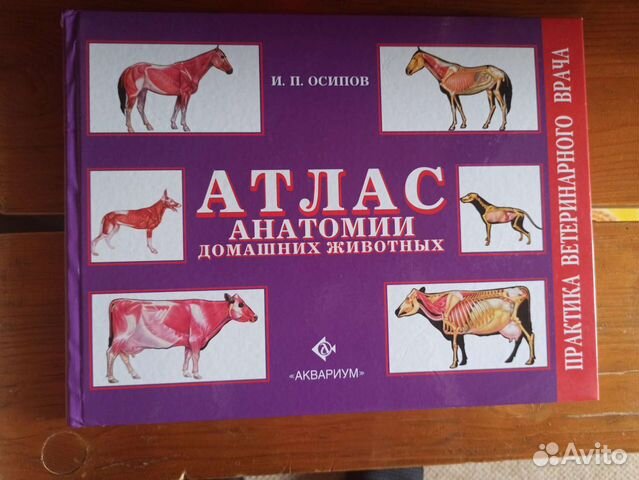 И. П. ОСИПОВ
АТЛАС
АНАТОМИИ
ДОМАШНИХ ЖИВОТНЫХ
«АКВАРИУМ»
ПРАКТИКА ВЕТЕРИНАРНОГО ВРАЧА
Avito